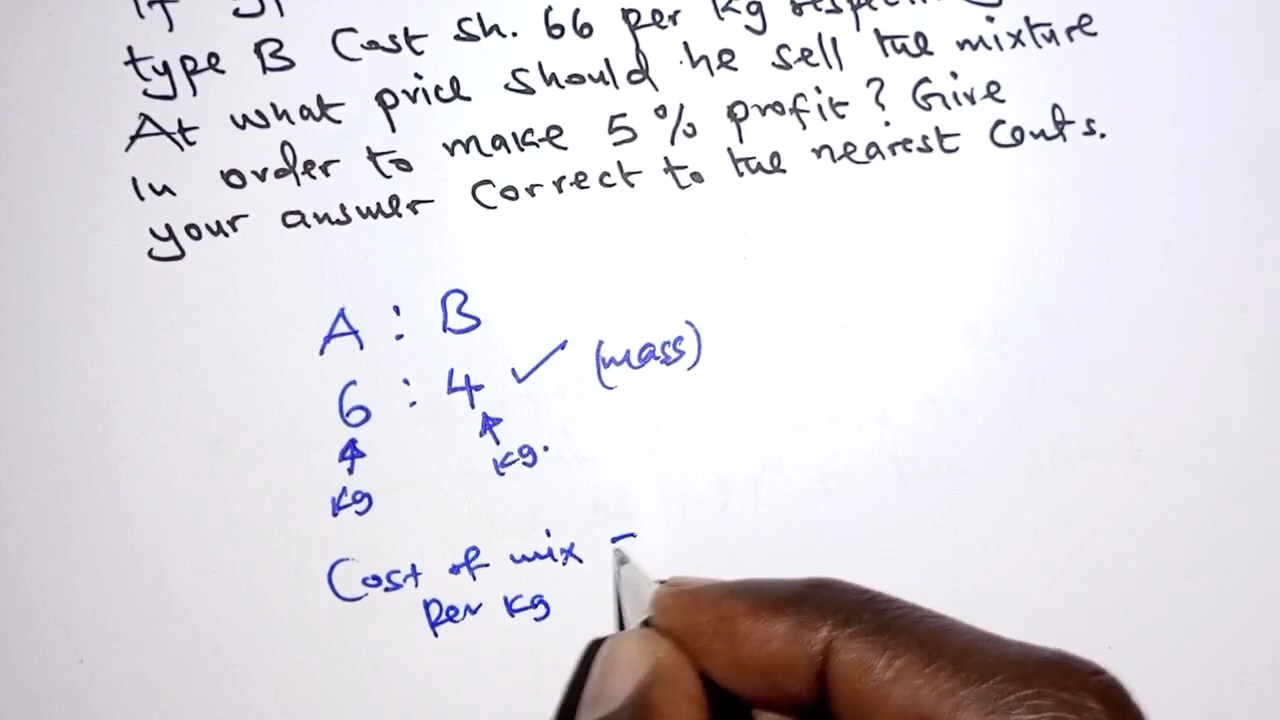 type B Cost Sh. 66 per kg
At what price should he sell the mixture
in order to make 5% profit? Give
your answer correct to the nearest Cents.
A : B
6 : 4 ✓ (mass)
kg kg.
Cost of mix
Per kg